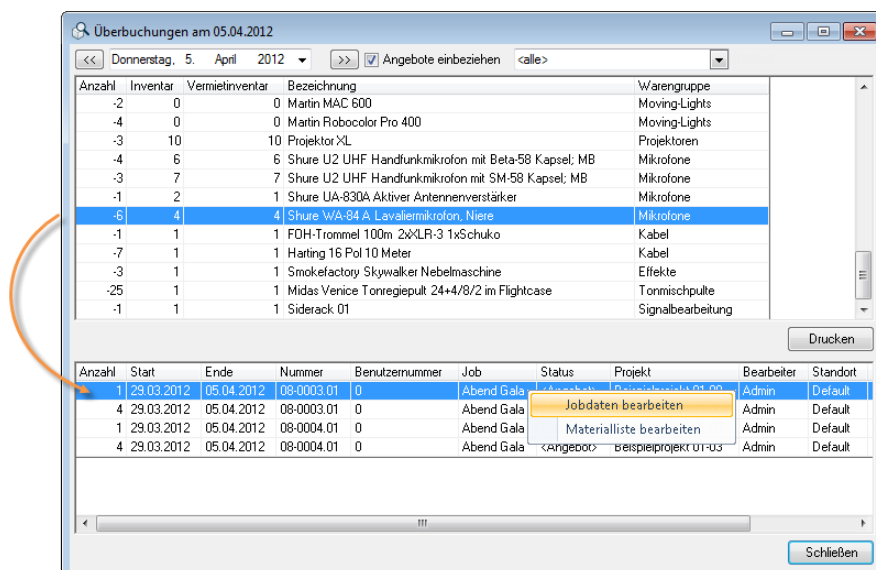 Überbuchungen am 05.04.2012
<< Donnerstag, 5. April 2012 >> Angebote einbeziehen <alle>
Anzahl Inventar Vermietinventar Bezeichnung Warengruppe
-2 0 0 Martin MAC 600 Moving-Lights
-4 0 0 Martin Robocolor Pro 400 Moving-Lights
-3 10 10 Projektor XL Projektoren
-4 6 6 Shure U2 UHF Handfunkmikrofon mit Beta-58 Kapsel; MB Mikrofone
-3 7 7 Shure U2 UHF Handfunkmikrofon mit SM-58 Kapsel; MB Mikrofone
-1 2 1 Shure UA-830A Aktiver Antennenverstärker Mikrofone
-6 4 4 Shure WA-84 A Lavaliermikrofon, Niere Mikrofone
-1 1 1 FOH-Trommel 100m 2xXLR-3 1xSchuko Kabel
-7 1 1 Harting 16 Pol 10 Meter Kabel
-3 1 1 Smokefactory Skywalker Nebelmaschine Effekte
-25 1 1 Midas Venice Tonregiepult 24+4/8/2 im Flightcase Tonmischpulte
-1 1 1 Siderack 01 Signalbearbeitung
Drucken
Anzahl Start Ende Nummer Benutzernummer Job Status Projekt Bearbeiter Standort
1 29.03.2012 05.04.2012 08-0003.01 0 Abend Gala Admin Default
Jobdaten bearbeiten
4 29.03.2012 05.04.2012 08-0003.01 0 Abend Gala Admin Default
1 29.03.2012 05.04.2012 08-0004.01 0 Abend Gala Admin Default
Materialliste bearbeiten
4 29.03.2012 05.04.2012 08-0004.01 0 Abend Gala <Angebot> Beispielprojekt 01-03 Admin Default
Schließen